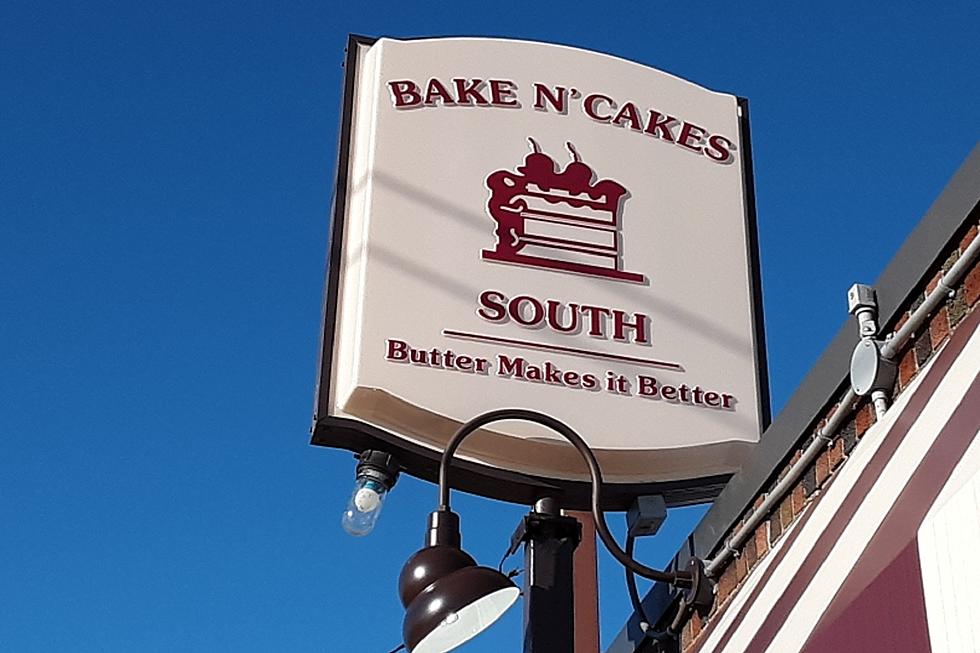 BAKE N' CAKES
SOUTH
Butter Makes it Better